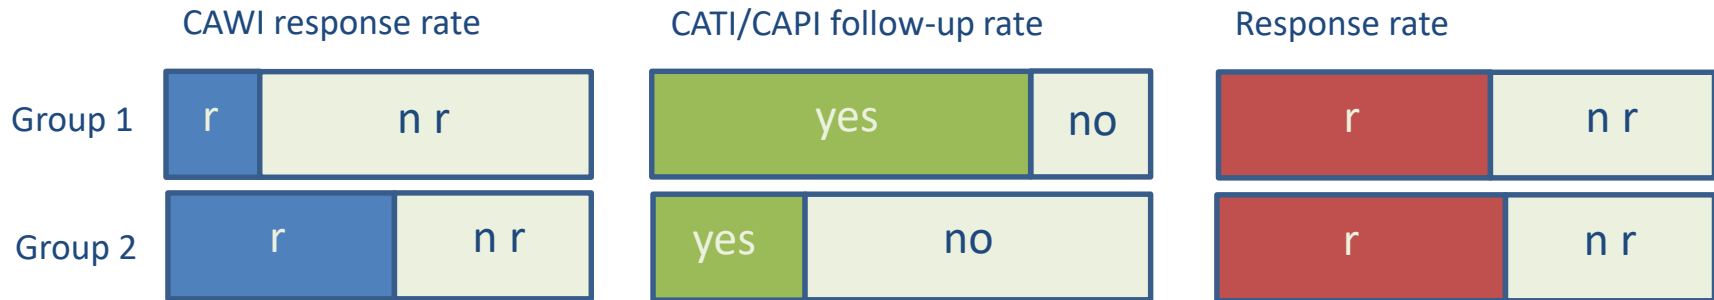 CAWI response rate CATI/CAPI follow-up rate Response rate
Group 1 r n r yes no r n r
Group 2 r n r yes no r n r